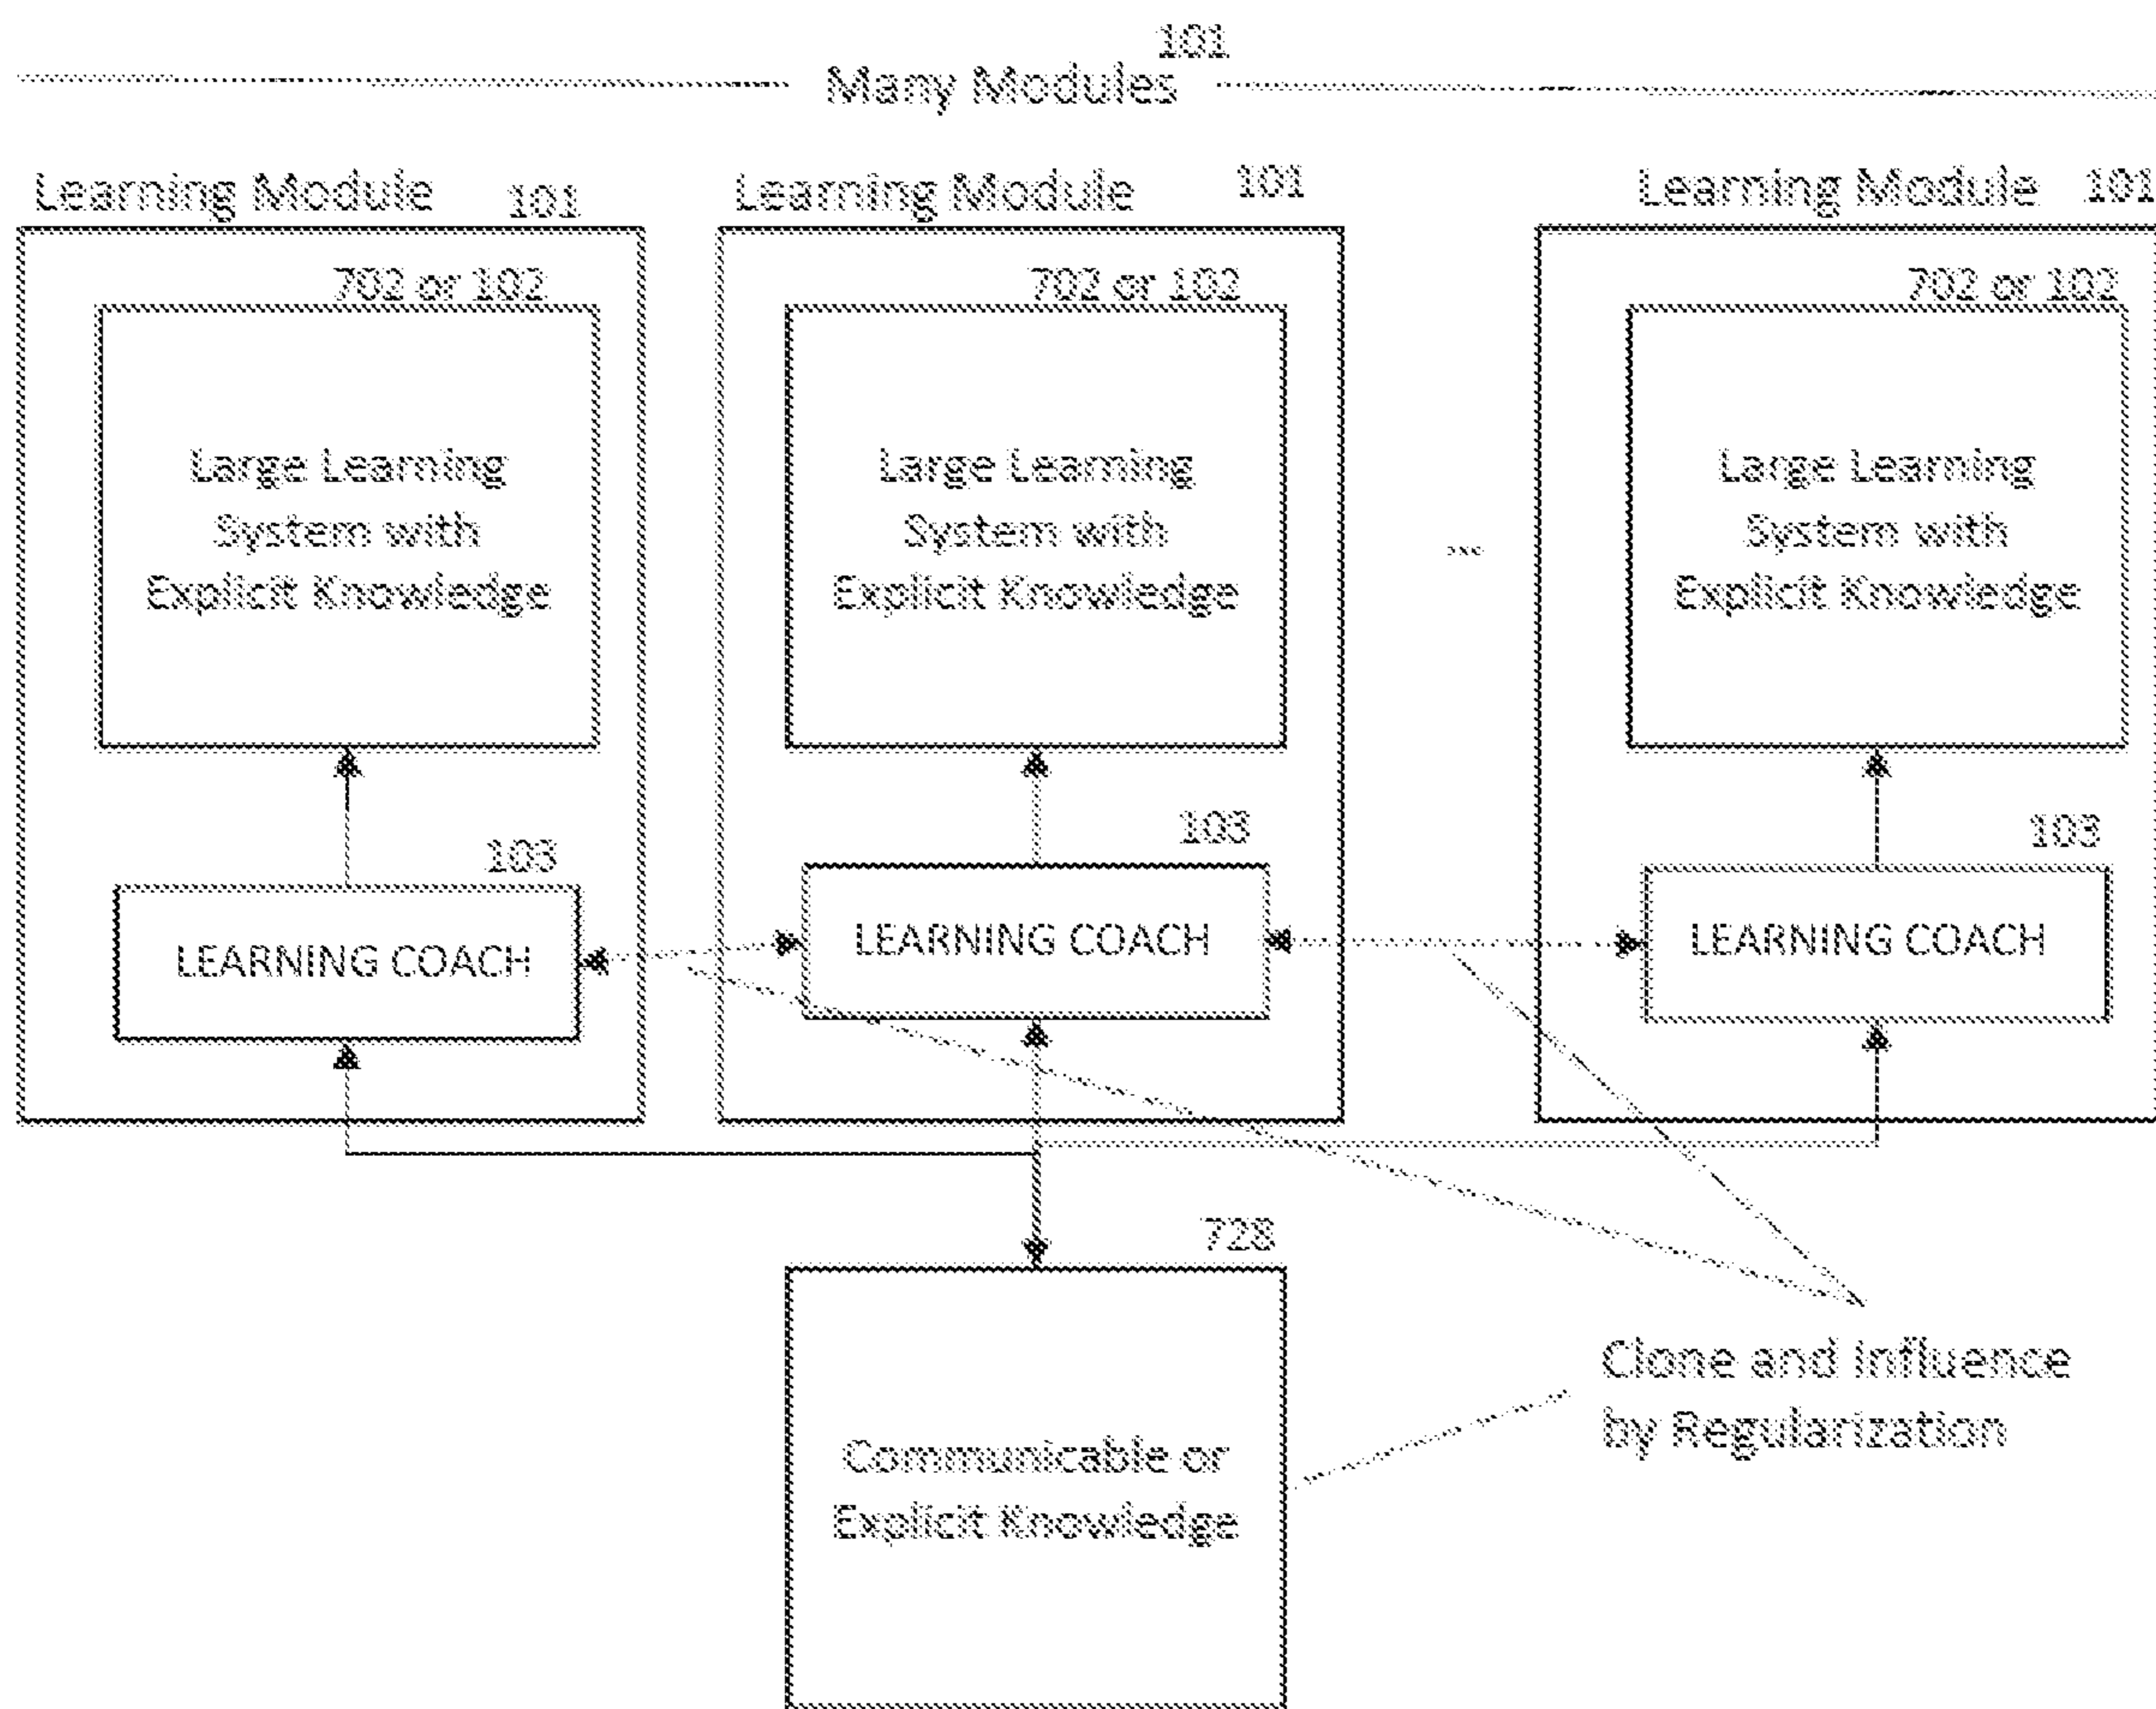 101
Many Modules
Learning Module 101
702 or 102
Large Learning
System with
Explicit Knowledge
103
LEARNING COACH
Learning Module 101
702 or 102
Large Learning
System with
Explicit Knowledge
103
LEARNING COACH
...
Learning Module 101
702 or 102
Large Learning
System with
Explicit Knowledge
103
LEARNING COACH
728
Communicable or
Explicit Knowledge
Clone and Influence
by Regularization